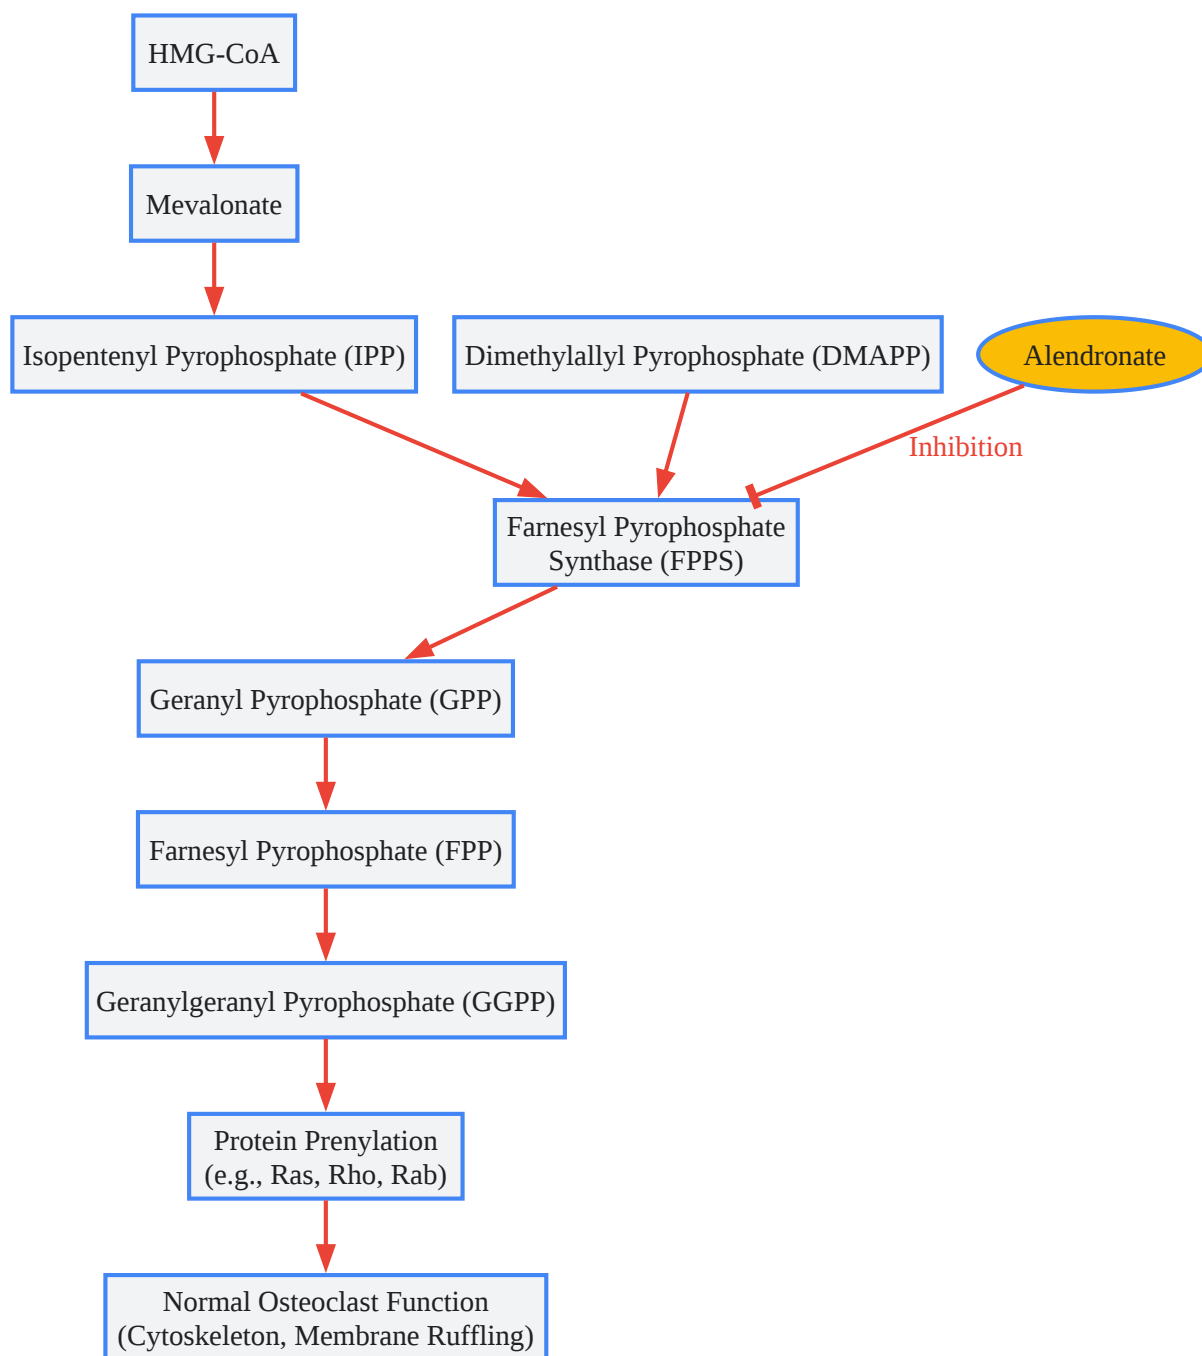 HMG-CoA
Mevalonate
Isopentenyl Pyrophosphate (IPP)
Dimethylallyl Pyrophosphate (DMAPP)
Alendronate
Inhibition
Farnesyl Pyrophosphate
Synthase (FPPS)
Geranyl Pyrophosphate (GPP)
Farnesyl Pyrophosphate (FPP)
Geranylgeranyl Pyrophosphate (GGPP)
Protein Prenylation
(e.g., Ras, Rho, Rab)
Normal Osteoclast Function
(Cytoskeleton, Membrane Ruffling)